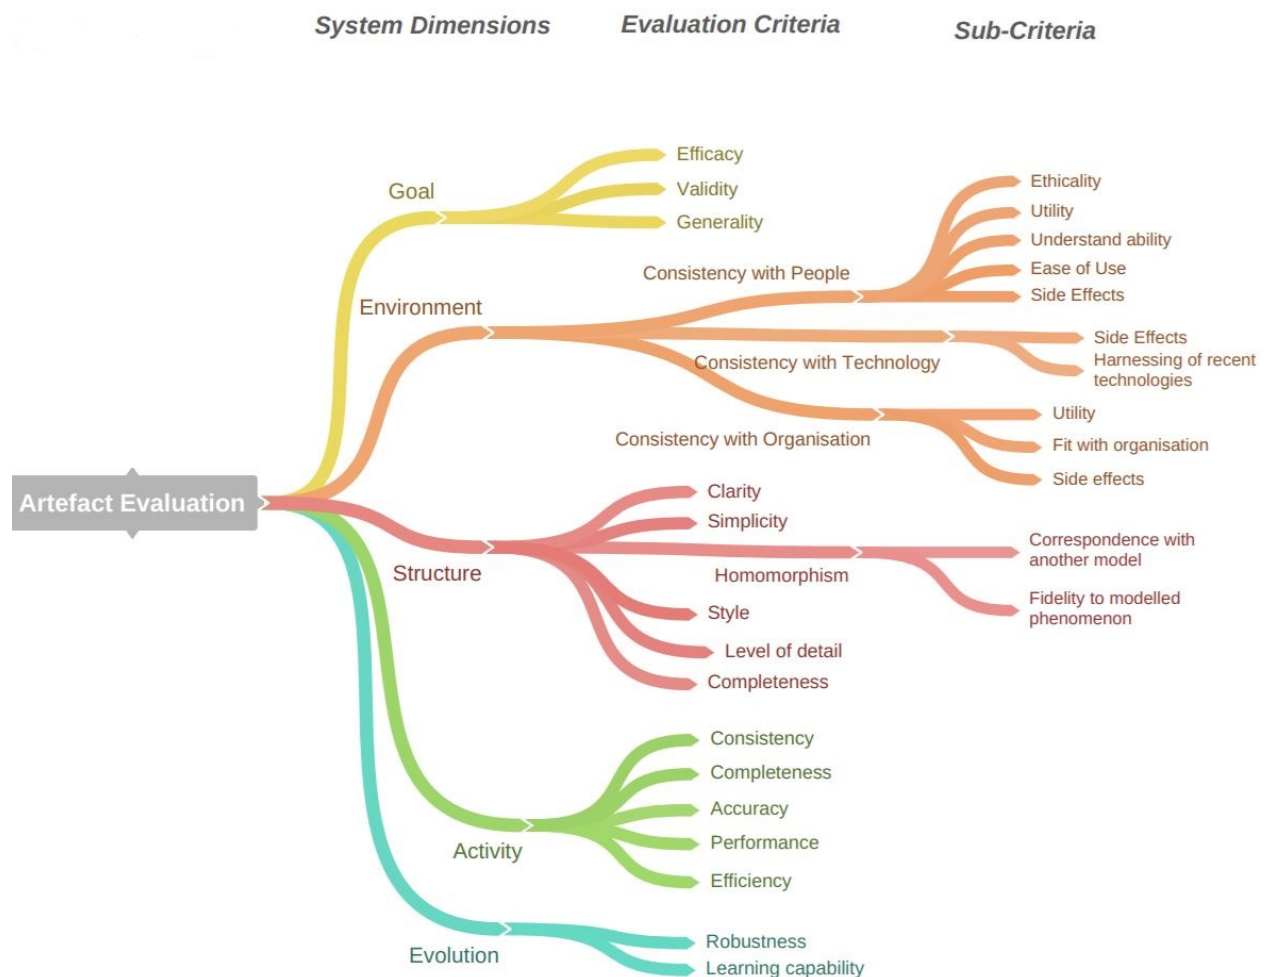 System Dimensions
Evaluation Criteria
Sub-Criteria
Artefact Evaluation
Goal
Efficacy
Validity
Generality
Environment
Consistency with People
Ethicality
Utility
Understand ability
Ease of Use
Side Effects
Consistency with Technology
Side Effects
Harnessing of recent
technologies
Consistency with Organisation
Utility
Fit with organisation
Side effects
Structure
Clarity
Simplicity
Homomorphism
Correspondence with
another model
Fidelity to modelled
phenomenon
Style
Level of detail
Completeness
Activity
Consistency
Completeness
Accuracy
Performance
Efficiency
Evolution
Robustness
Learning capability